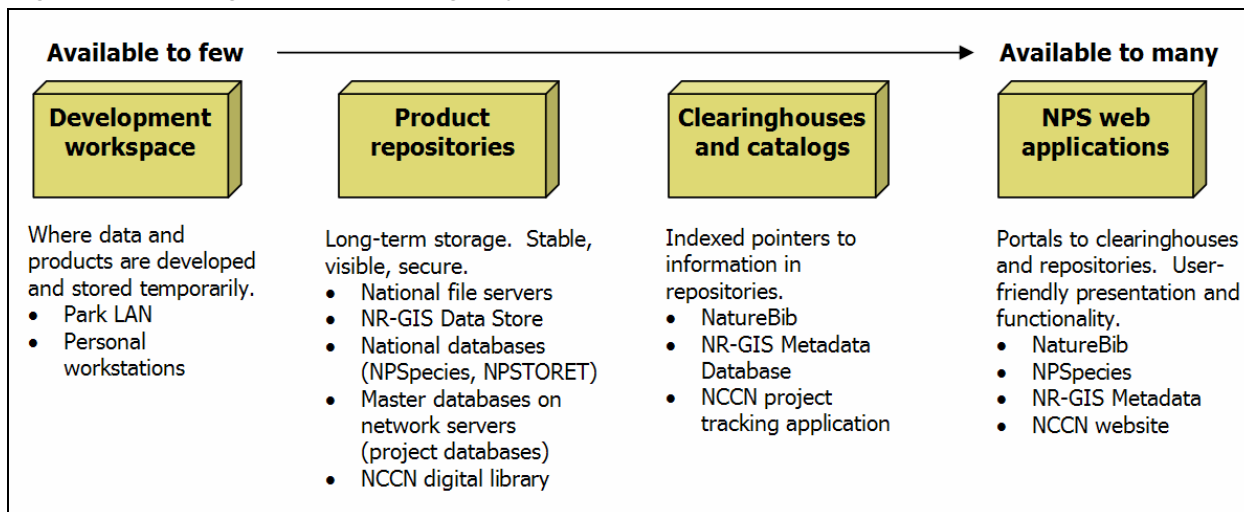 Available to few
Available to many
Development
workspace
Where data and
products are developed
and stored temporarily.
• Park LAN
• Personal
workstations
Product
repositories
Long-term storage.  Stable,
visible, secure.
• National file servers
• NR-GIS Data Store
• National databases
(NPSpecies, NPSTORET)
• Master databases on
network servers
(project databases)
• NCCN digital library
Clearinghouses
and catalogs
Indexed pointers to
information in
repositories.
• NatureBib
• NR-GIS Metadata
Database
• NCCN project
tracking application
NPS web
applications
Portals to clearinghouses
and repositories.  User-
friendly presentation and
functionality.
• NatureBib
• NPSpecies
• NR-GIS Metadata
• NCCN website